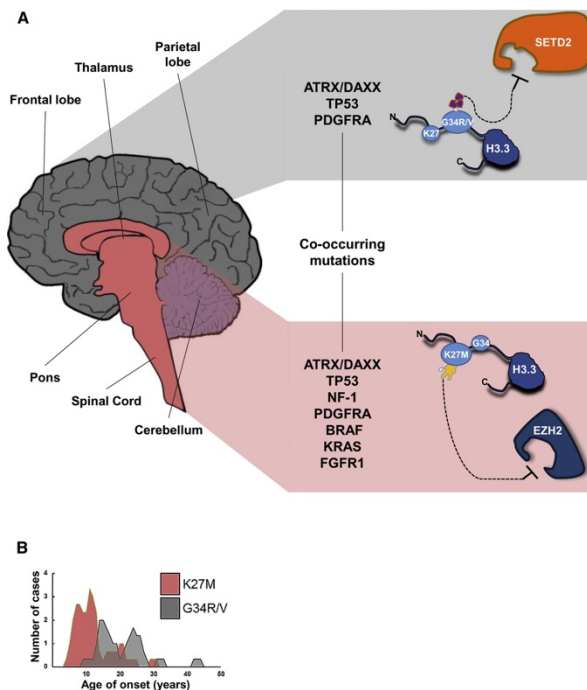 A
Parietal
lobe
Thalamus
Frontal lobe
Pons
Spinal Cord
Cerebellum
ATRX/DAXX
TP53
PDGFRA
Co-occurring
mutations
ATRX/DAXX
TP53
NF-1
PDGFRA
BRAF
KRAS
FGFR1
SETD2
N
K27
G34R/V
H3.3
C
N
K27M
G34
H3.3
C
EZH2
B
Number of cases
4
2
1
0
10
20
30
40
50
Age of onset (years)
K27M
G34R/V